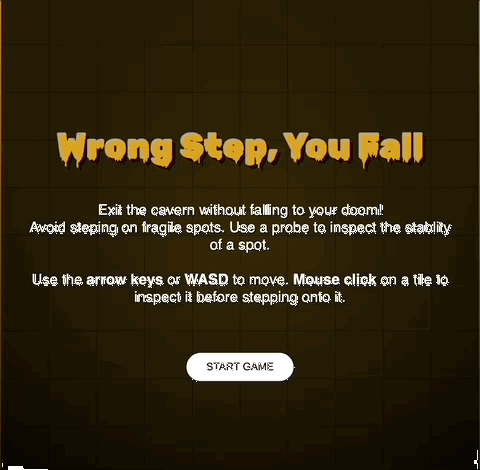 Wrong Step, You Fall
Exit the cavern without falling to your doom!
Avoid steping on fragile spots. Use a probe to inspect the stability
of a spot.
Use the arrow keys or WASD to move. Mouse click on a tile to
inspect it before stepping onto it.
START GAME